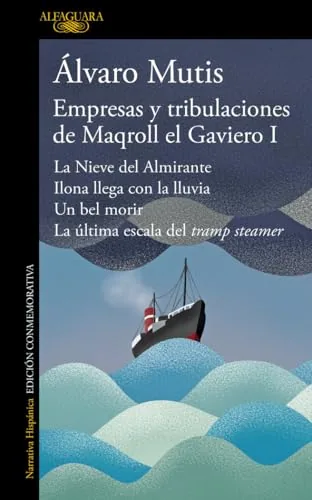 ALFAGUARA
Álvaro Mutis
Empresas y tribulaciones
de Maqroll el Gaviero I
La Nieve del Almirante
Ilona llega con la lluvia
Un bel morir
La última escala del tramp steamer
Narrativa Hispánica EDICIÓN CONMEMORATIVA